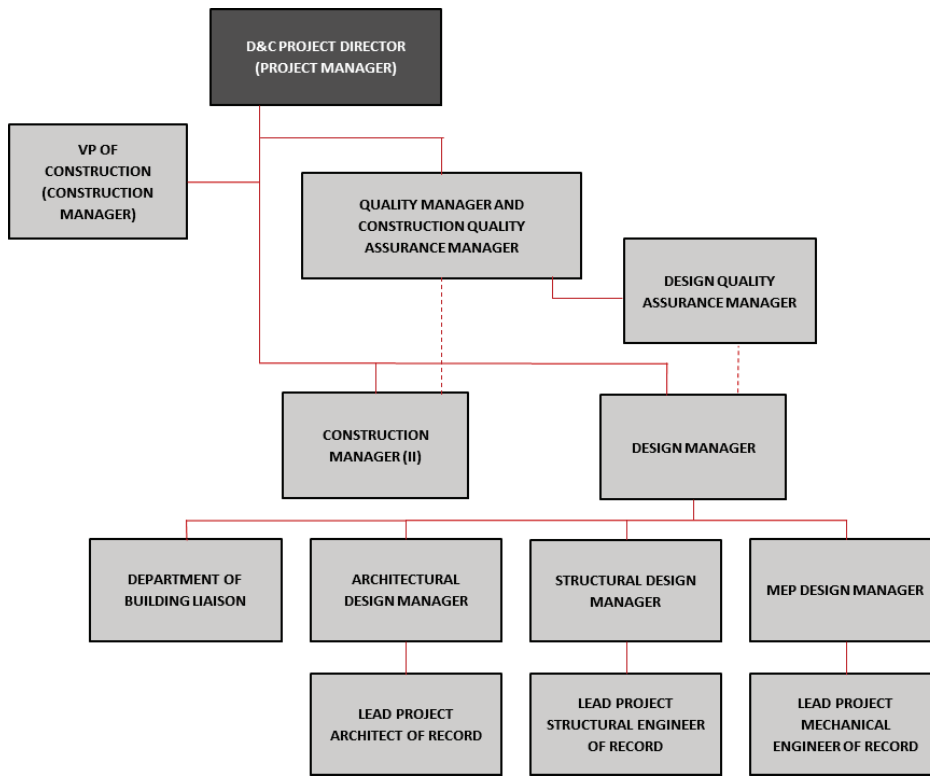 D&C PROJECT DIRECTOR
(PROJECT MANAGER)
VP OF
CONSTRUCTION
(CONSTRUCTION
MANAGER)
QUALITY MANAGER AND
CONSTRUCTION QUALITY
ASSURANCE MANAGER
DESIGN QUALITY
ASSURANCE MANAGER
CONSTRUCTION
MANAGER (II)
DESIGN MANAGER
DEPARTMENT OF
BUILDING LIAISON
ARCHITECTURAL
DESIGN MANAGER
STRUCTURAL DESIGN
MANAGER
MEP DESIGN MANAGER
LEAD PROJECT
ARCHITECT OF RECORD
LEAD PROJECT
STRUCTURAL ENGINEER
OF RECORD
LEAD PROJECT
MECHANICAL
ENGINEER OF RECORD